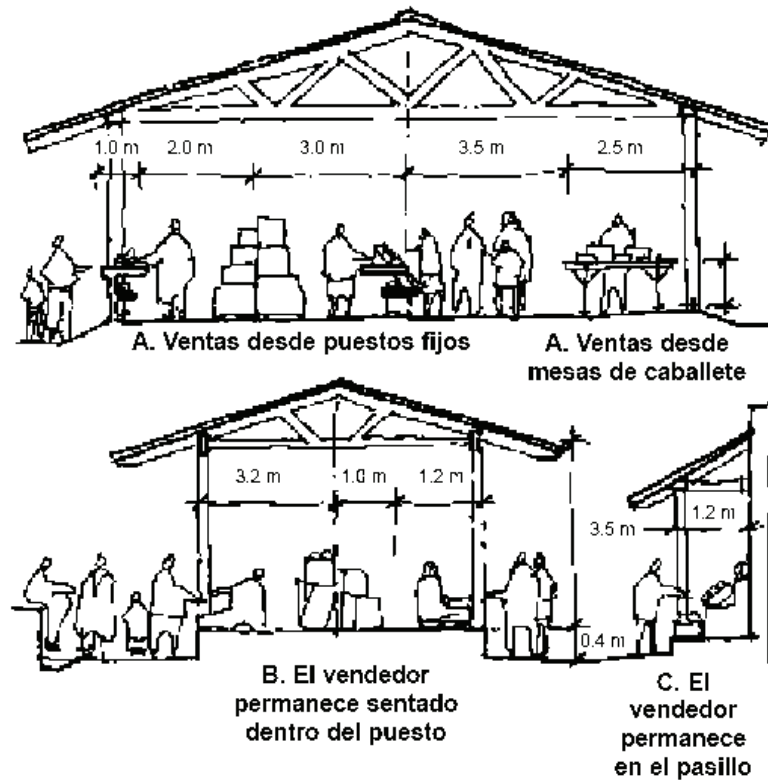 1.0 m 2.0 m 3.0 m 3.5 m 2.5 m
A. Ventas desde puestos fijos
A. Ventas desde
mesas de caballete
3.2 m 1.0 m 1.2 m
3.5 m 1.2 m
0.4 m
B. El vendedor
permanece sentado
dentro del puesto
C. El
vendedor
permanece
en el pasillo